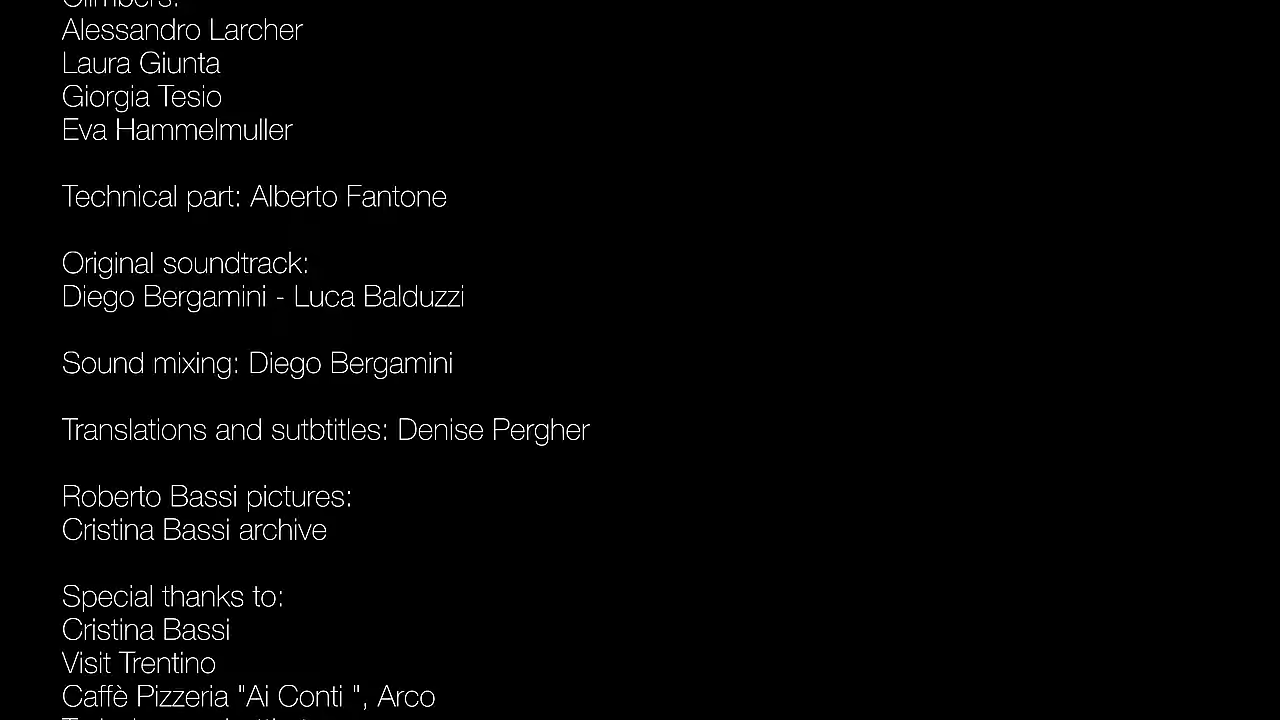 Climbers:
Alessandro Larcher
Laura Giunta
Giorgia Tesio
Eva Hammelmuller
Technical part: Alberto Fantone
Original soundtrack:
Diego Bergamini - Luca Balduzzi
Sound mixing: Diego Bergamini
Translations and sutbtitles: Denise Pergher
Roberto Bassi pictures:
Cristina Bassi archive
Special thanks to:
Cristina Bassi
Visit Trentino
Caffè Pizzeria "Ai Conti ", Arco